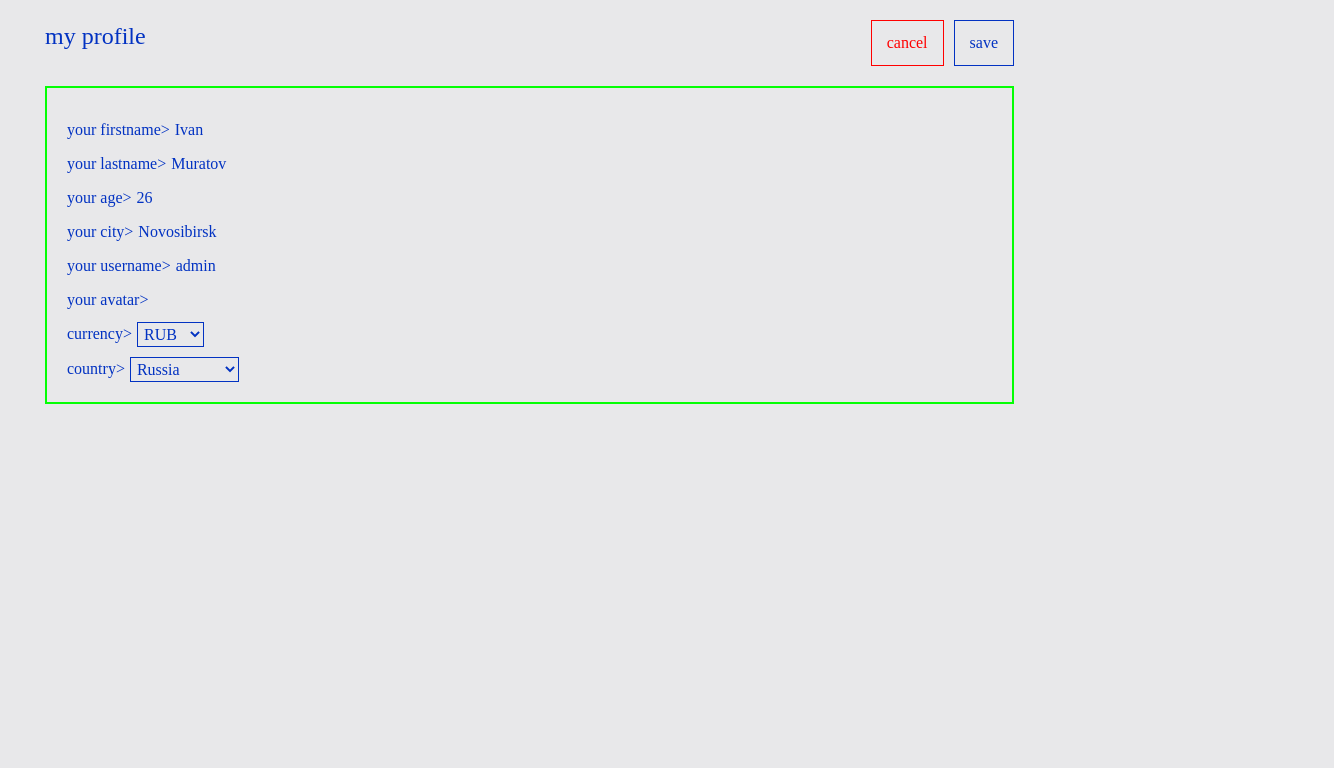 my profile
cancel save
your firstname> Ivan
your lastname> Muratov
your age> 26
your city> Novosibirsk
your username> admin
your avatar>
currency> RUB
country> Russia